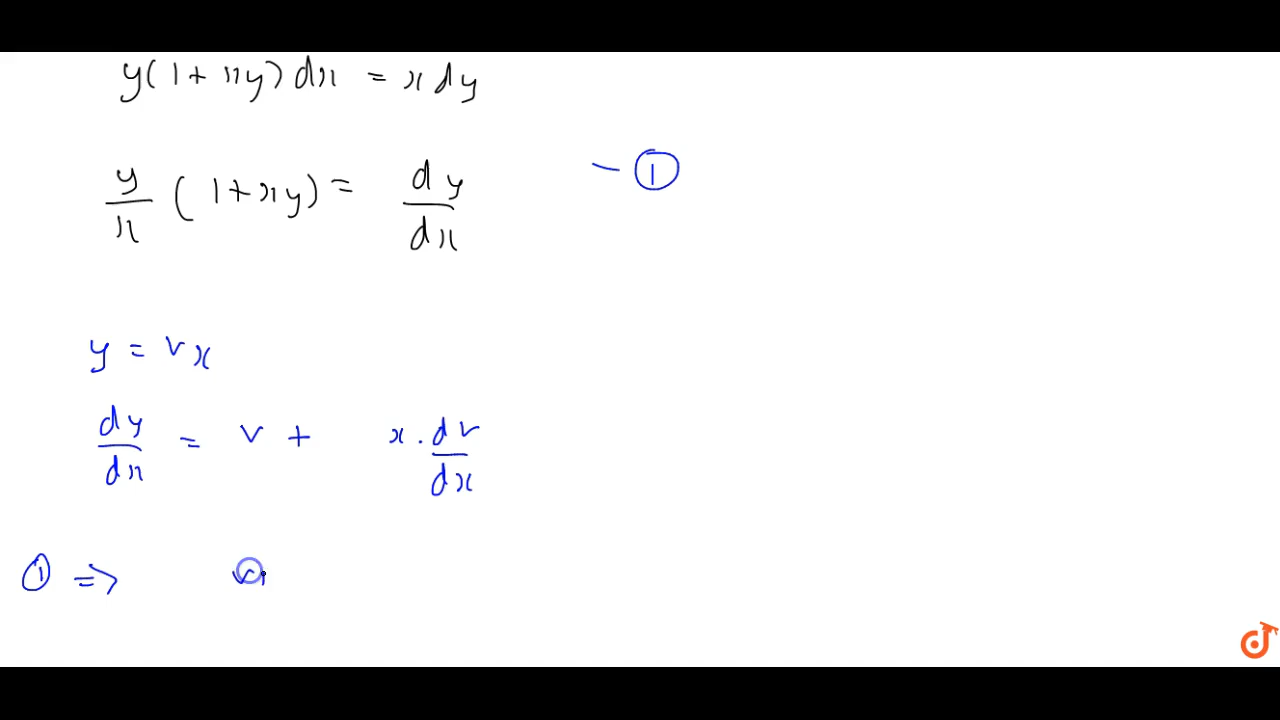 y(1+xy)dx = x dy
y/x (1+xy) = dy/dx — ①
y = vx
dy/dx = v + x . dv/dx
① => v